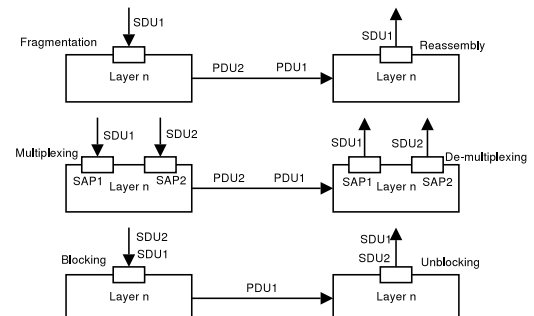 SDU1
SDU1
Fragmentation
Reassembly
Layer n
PDU2 PDU1
Layer n
SDU1
SDU2
SDU1
SDU2
Multiplexing
De-multiplexing
SAP1 Layer n SAP2
PDU2 PDU1
SAP1 Layer n SAP2
SDU2
SDU1
SDU1
SDU2
Blocking
Unblocking
Layer n
PDU1
Layer n